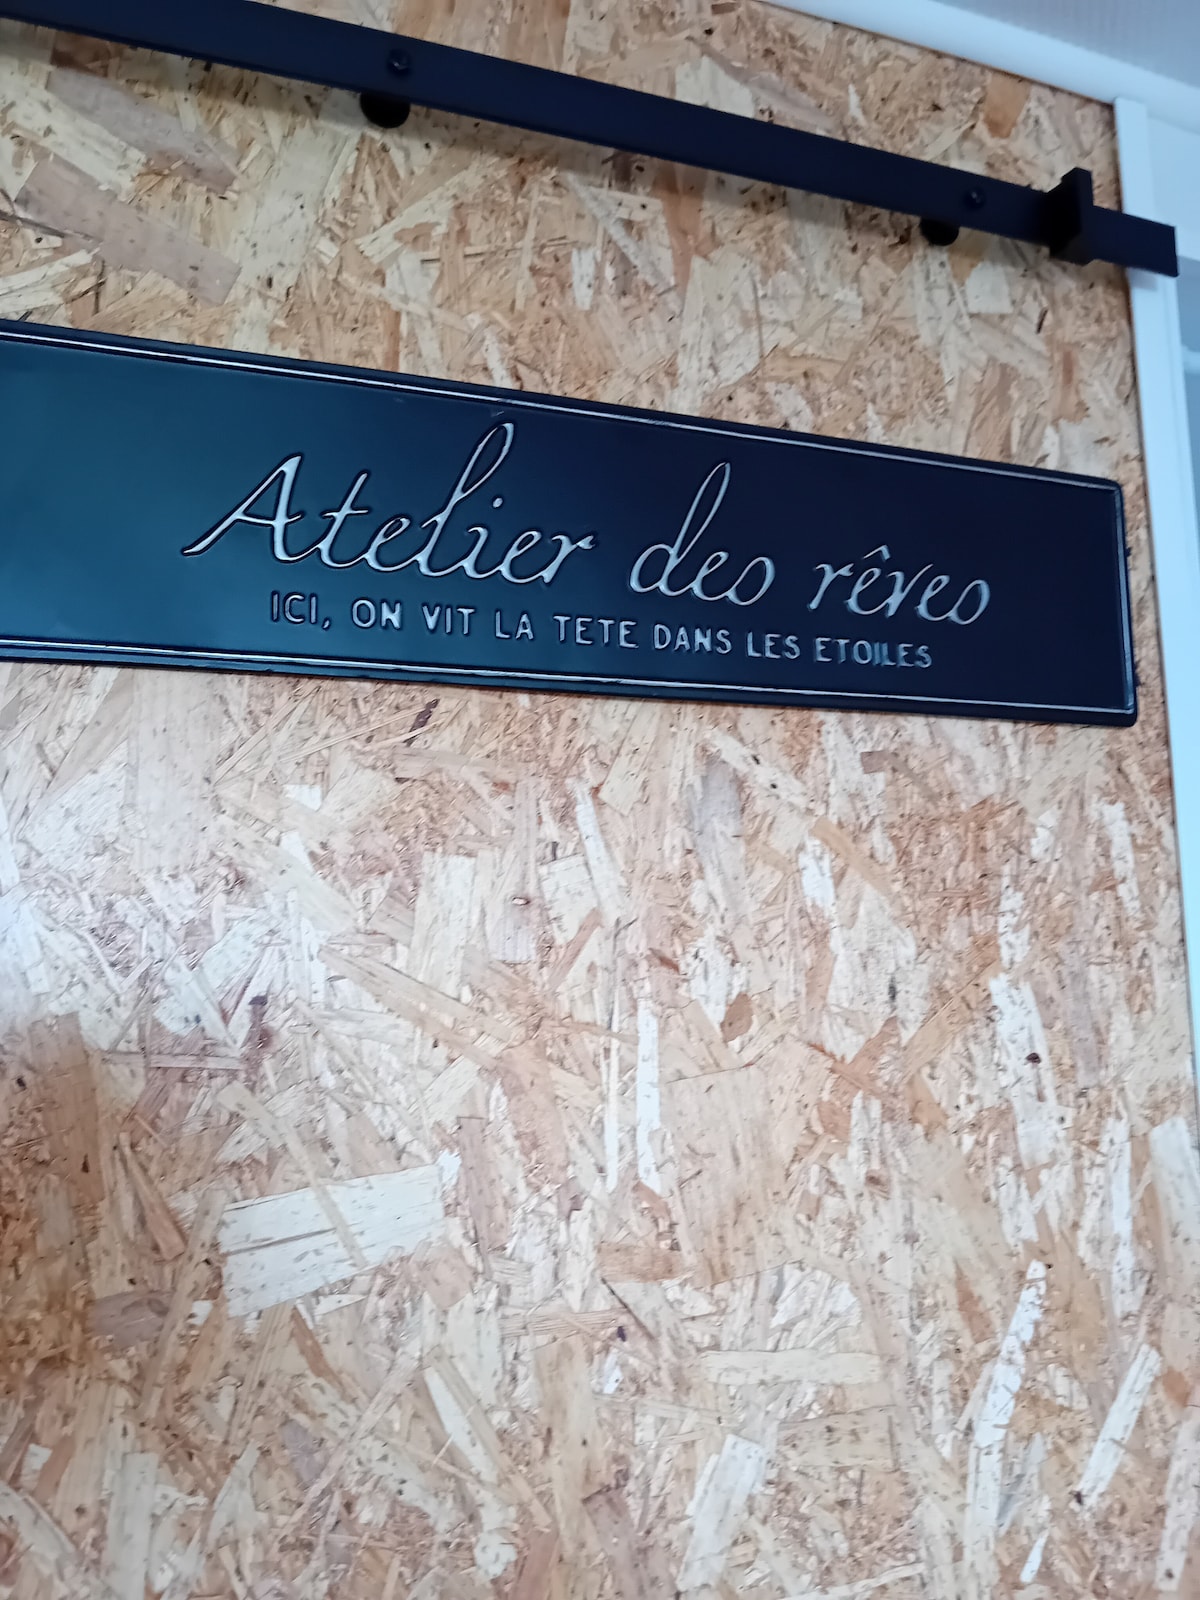 Atelier des rêves
ICI, ON VIT LA TETE DANS LES ETOILES